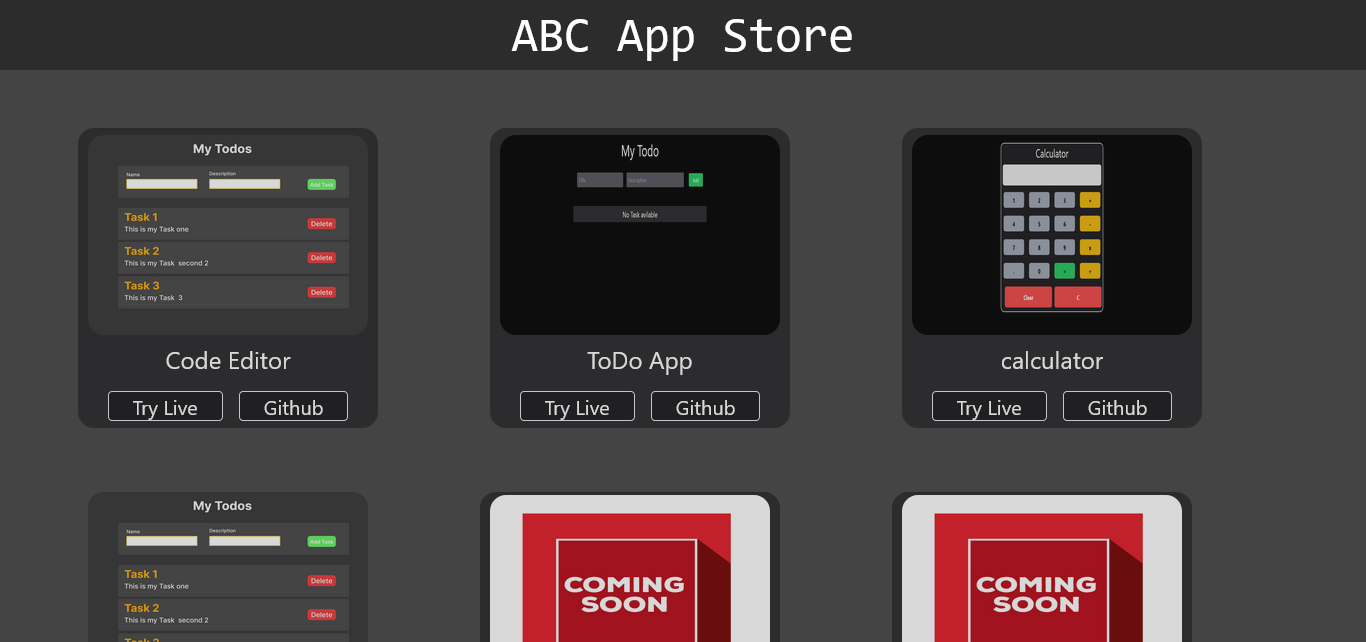 ABC App Store
My Todos
Name Description
Add Task
Task 1
This is my Task one
Delete
Task 2
This is my Task second 2
Delete
Task 3
This is my Task 3
Delete
Code Editor
Try Live Github
My Todo
Title Description Add
No Task avilable
ToDo App
Try Live Github
Calculator
1 2 3 +
4 5 6 -
7 8 9 x
. 0 = ÷
Clear C
calculator
Try Live Github
My Todos
Name Description
Add Task
Task 1
This is my Task one
Delete
Task 2
This is my Task second 2
Delete
Task 3
COMING
SOON
COMING
SOON